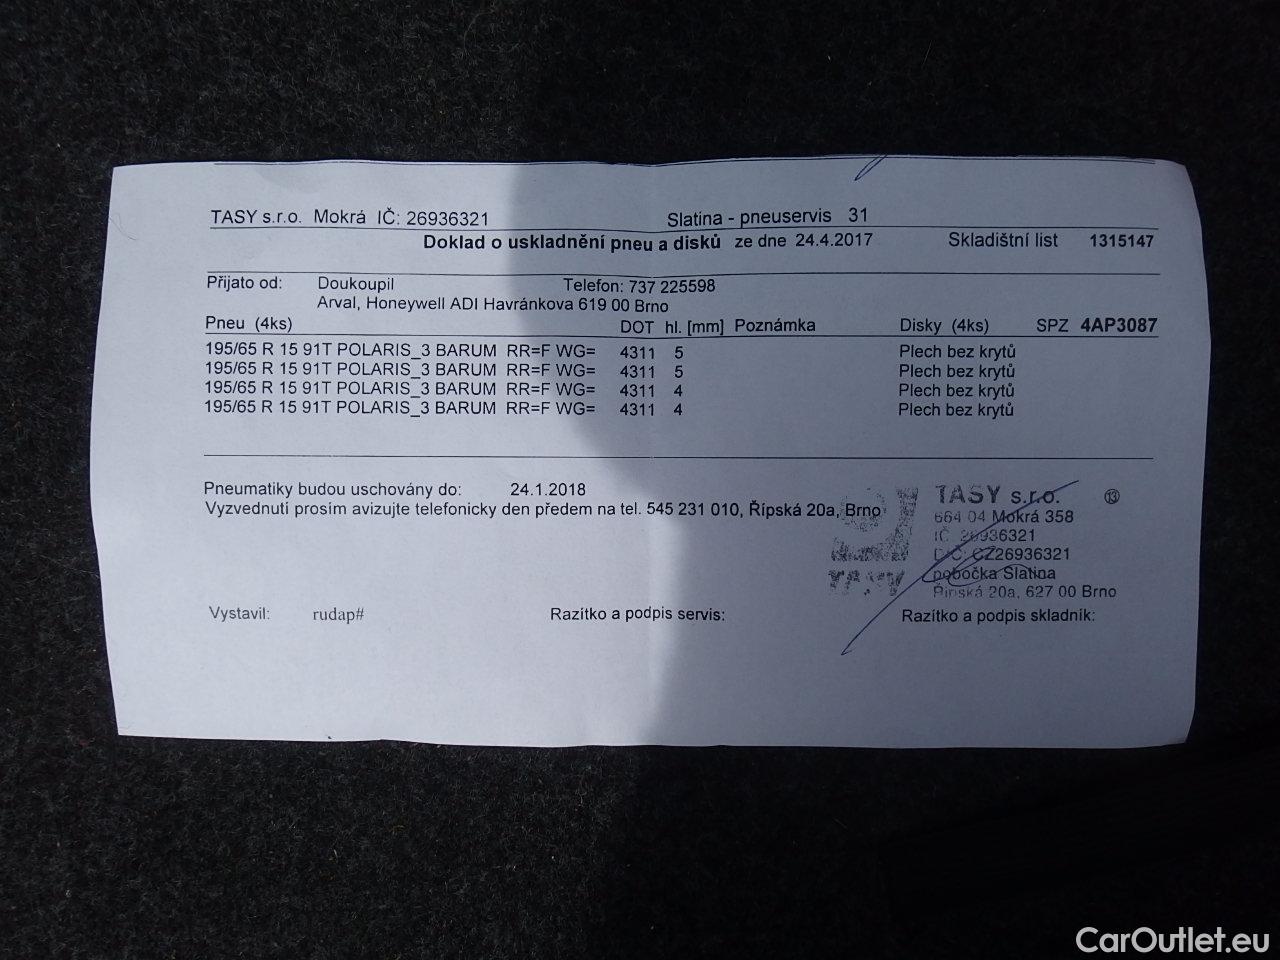 TASY s.r.o. Mokrá IČ: 26936321 Slatina - pneuservis 31
Doklad o uskladnění pneu a disků ze dne 24.4.2017 Skladištní list 1315147
Přijato od: Doukoupil Telefon: 737 225598
Arval, Honeywell ADI Havránkova 619 00 Brno
Pneu (4ks) DOT hl. [mm] Poznámka Disky (4ks) SPZ 4AP3087
195/65 R 15 91T POLARIS_3 BARUM RR=F WG= 4311 5 Plech bez krytů
195/65 R 15 91T POLARIS_3 BARUM RR=F WG= 4311 5 Plech bez krytů
195/65 R 15 91T POLARIS_3 BARUM RR=F WG= 4311 4 Plech bez krytů
195/65 R 15 91T POLARIS_3 BARUM RR=F WG= 4311 4 Plech bez krytů
Pneumatiky budou uschovány do: 24.1.2018
Vyzvednutí prosím avizujte telefonicky den předem na tel. 545 231 010, Řípská 20a, Brno
TASY s.r.o. 13
664 04 Mokrá 358
IČ: 26936321
DIČ: CZ26936321
pobočka Slatina
Řípská 20a, 627 00 Brno
TASY
Vystavil: rudap# Razítko a podpis servis: Razítko a podpis skladník:
CarOutlet.eu